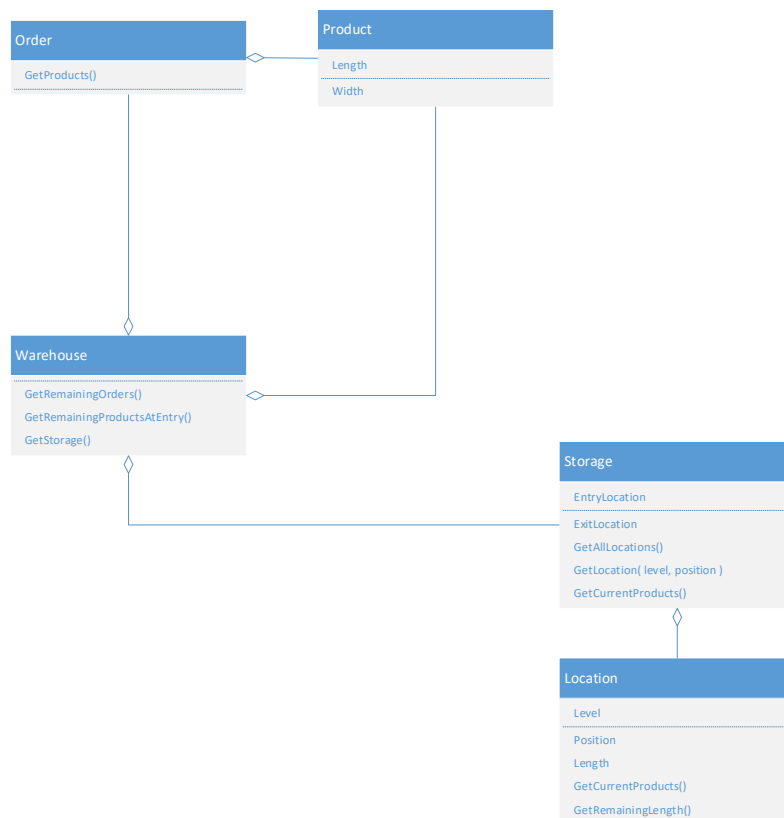 Order
GetProducts()
Product
Length
Width
Warehouse
GetRemainingOrders()
GetRemainingProductsAtEntry()
GetStorage()
Storage
EntryLocation
ExitLocation
GetAllLocations()
GetLocation( level, position )
GetCurrentProducts()
Location
Level
Position
Length
GetCurrentProducts()
GetRemainingLength()